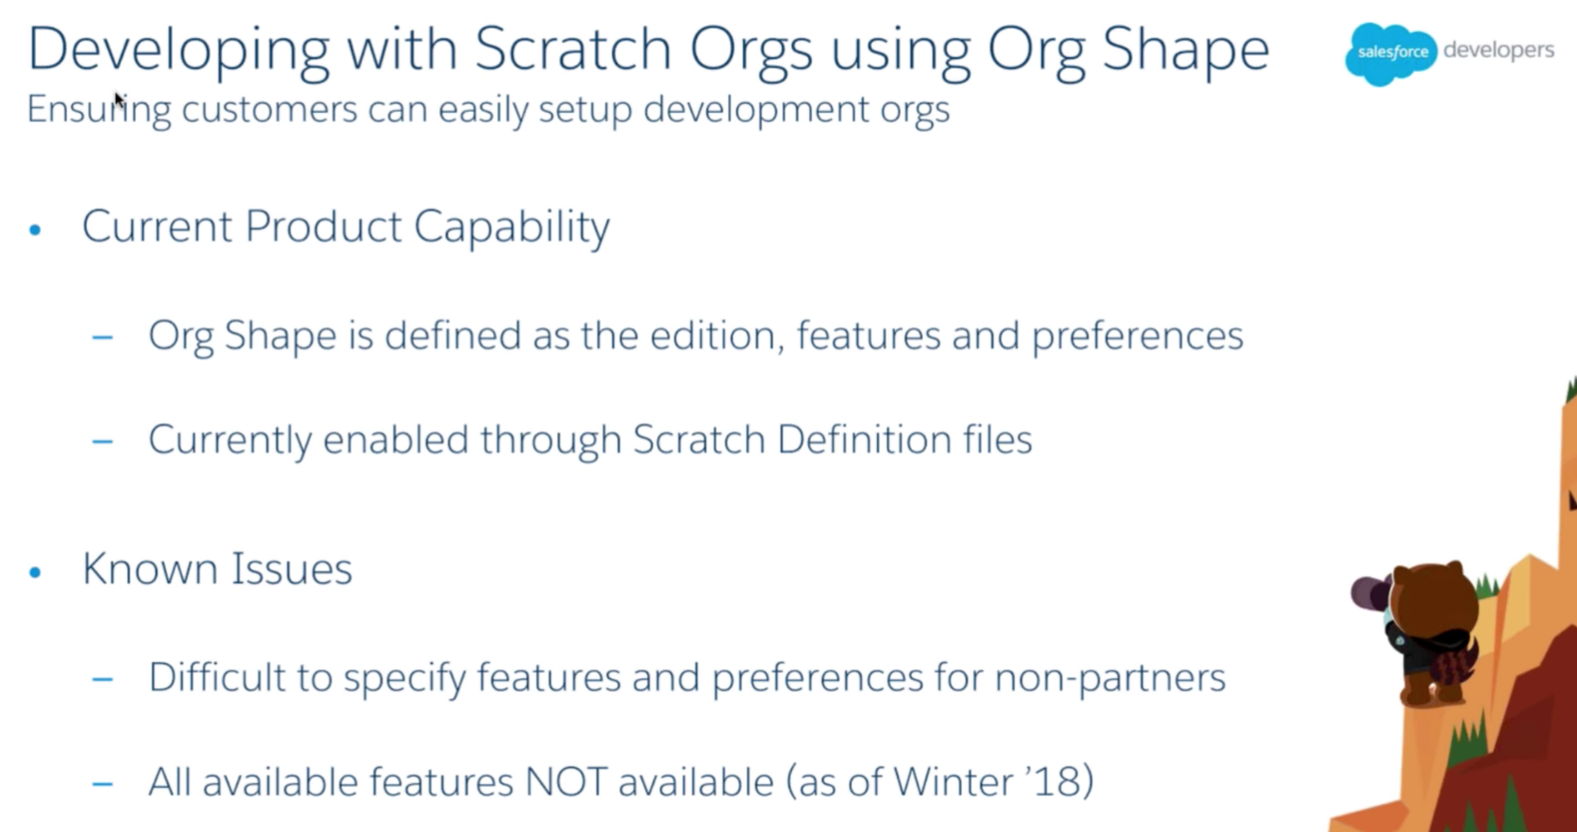 Developing with Scratch Orgs using Org Shape
salesforce developers
Ensuring customers can easily setup development orgs
• Current Product Capability
– Org Shape is defined as the edition, features and preferences
– Currently enabled through Scratch Definition files
• Known Issues
– Difficult to specify features and preferences for non-partners
– All available features NOT available (as of Winter ’18)